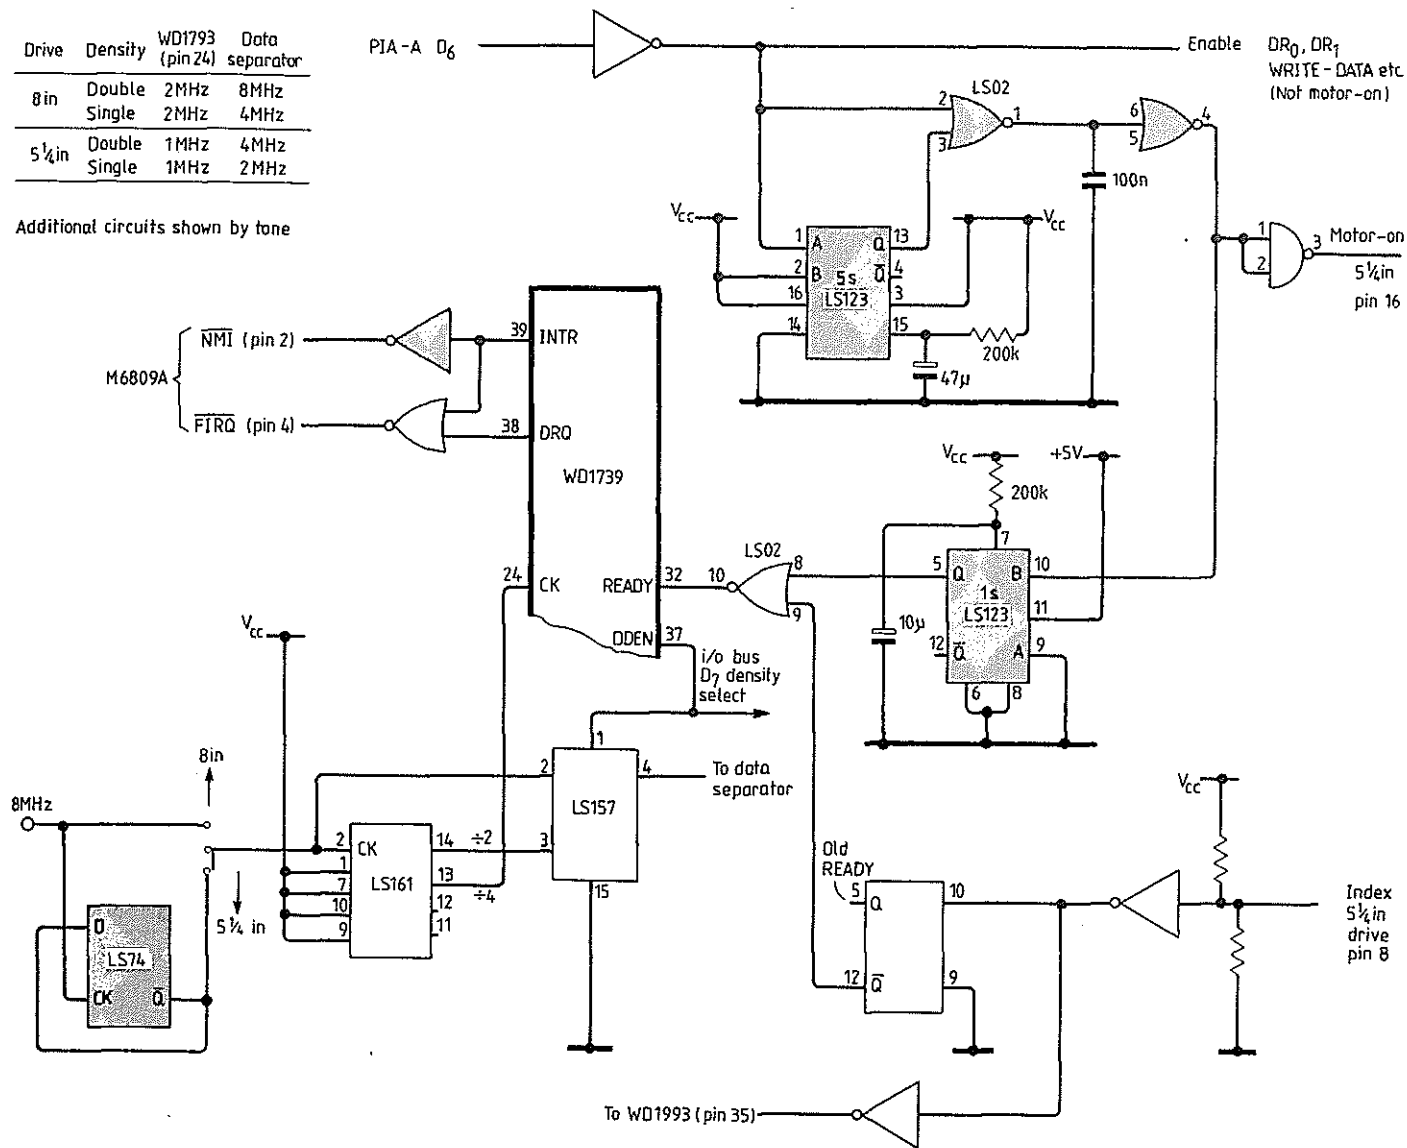 Drive Density WD1793 (pin 24) Data separator
8in Double 2MHz 8MHz
Single 2MHz 4MHz
5¼in Double 1MHz 4MHz
Single 1MHz 2MHz
Additional circuits shown by tone
PIA-A D6
Enable DR0, DR1
WRITE-DATA etc
(Not motor-on)
LS02
2
3
1
6
5
4
100n
Vcc
Vcc
1 A Q 13
2 B Q̅ 4
5s
16 LS123 3
14 15
200k
47µ
1
2
3
Motor-on
5¼in
pin 16
M6809A
N̅M̅I̅ (pin 2)
F̅I̅R̅Q̅ (pin 4)
39 INTR
38 DRQ
WD1739
24 CK READY 32
DDEN 37
i/o bus
D7 density
select
LS02
10
8
9
Vcc
+5V
200k
7
5 Q B 10
1s
LS123
11
12 Q̅ A 9
6 8
10µ
Vcc
8in
8MHz
5¼ in
D
LS74
CK Q̅
2 CK 14 ÷2
1
7 LS161 13 ÷4
10 12
9 11
1
2 4
LS157
3
15
To data
separator
Old
READY
5 Q 10
12 Q̅ 9
Vcc
Index
5¼in
drive
pin 8
To WD1993 (pin 35)